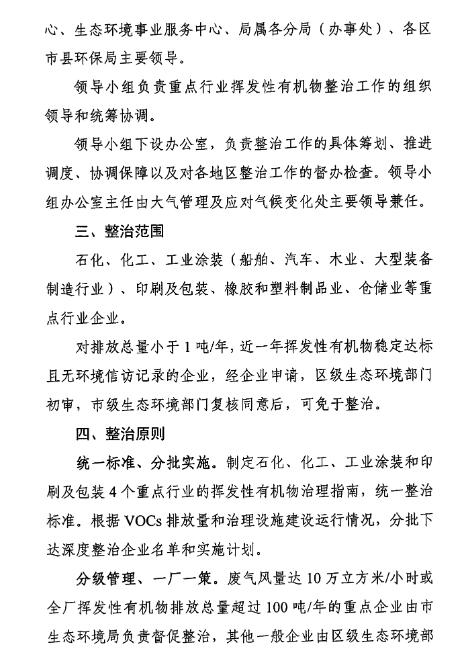 心、生态环境事业服务中心、局属各分局（办事处）、各区
市县环保局主要领导。
领导小组负责重点行业挥发性有机物整治工作的组织
领导和统筹协调。
领导小组下设办公室，负责整治工作的具体筹划、推进
调度、协调保障以及对各地区整治工作的督办检查。领导小
组办公室主任由大气管理及应对气候变化处主要领导兼任。
三、整治范围
石化、化工、工业涂装（船舶、汽车、木业、大型装备
制造行业）、印刷及包装、橡胶和塑料制品业、仓储业等重
点行业企业。
对排放总量小于 1 吨/年，近一年挥发性有机物稳定达标
且无环境信访记录的企业，经企业申请，区级生态环境部门
初审，市级生态环境部门复核同意后，可免于整治。
四、整治原则
统一标准、分批实施。制定石化、化工、工业涂装和印
刷及包装 4 个重点行业的挥发性有机物治理指南，统一整治
标准。根据 VOCs 排放量和治理设施建设运行情况，分批下
达深度整治企业名单和实施计划。
分级管理、一厂一策。废气风量达 10 万立方米/小时或
全厂挥发性有机物排放总量超过 100 吨/年的重点企业由市
生态环境局负责督促整治，其他一般企业由区级生态环境部